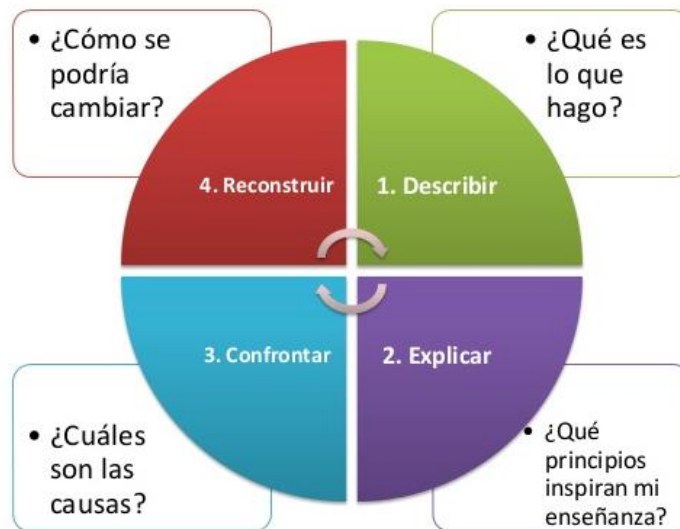 • ¿Cómo se
podría
cambiar?
• ¿Qué es
lo que
hago?
4. Reconstruir
1. Describir
3. Confrontar
2. Explicar
• ¿Cuáles
son las
causas?
• ¿Qué
principios
inspiran mi
enseñanza?